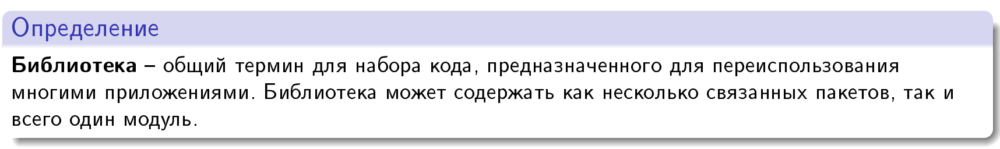 Определение
Библиотека – общий термин для набора кода, предназначенного для переиспользования
многими приложениями. Библиотека может содержать как несколько связанных пакетов, так и
всего один модуль.